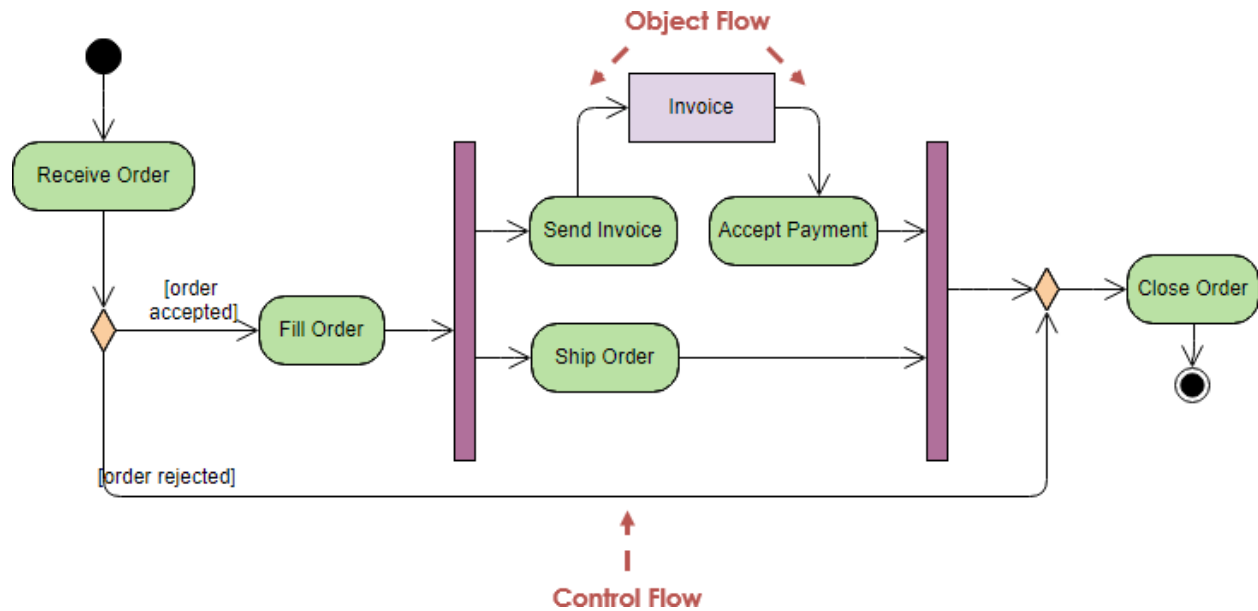 Object Flow
Invoice
Receive Order
Send Invoice
Accept Payment
[order
accepted]
Fill Order
Ship Order
Close Order
[order rejected]
Control Flow